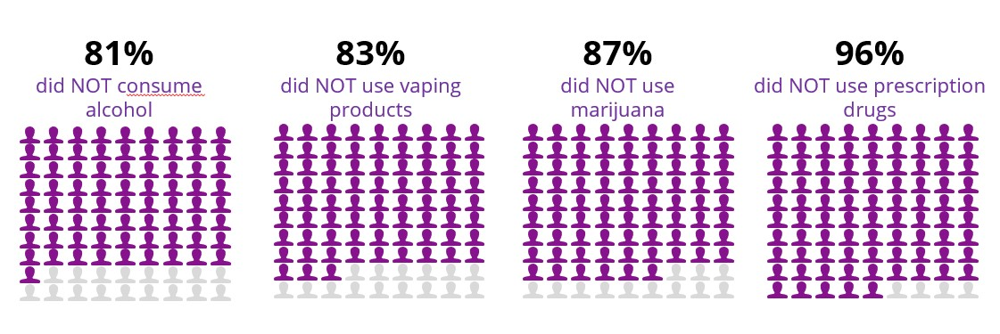 81%
did NOT consume
alcohol
83%
did NOT use vaping
products
87%
did NOT use
marijuana
96%
did NOT use prescription
drugs